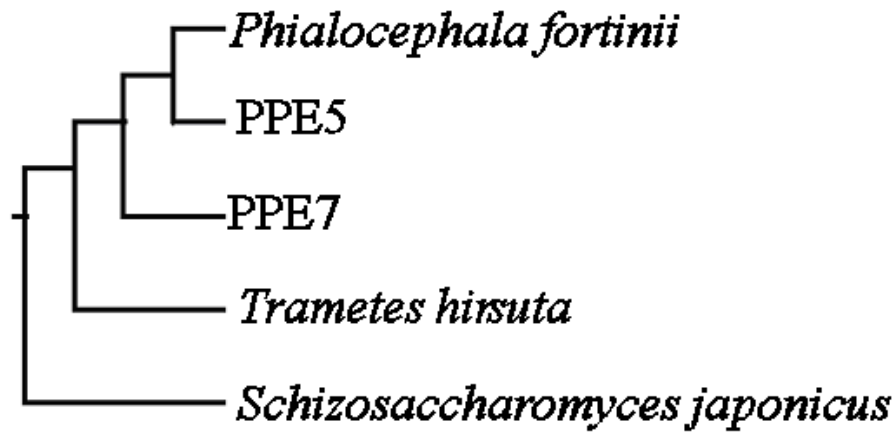 Phialocephala fortinii
PPE5
PPE7
Trametes hirsuta
Schizosaccharomyces japonicus